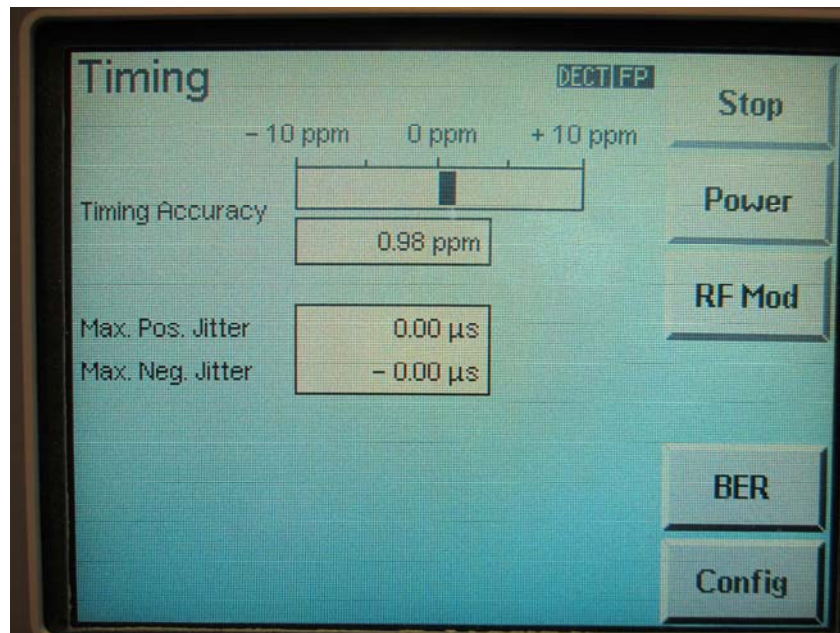 Timing
DECT FP
Stop
– 10 ppm 0 ppm + 10 ppm
Timing Accuracy
0.98 ppm
Power
RF Mod
Max. Pos. Jitter 0.00 µs
Max. Neg. Jitter – 0.00 µs
BER
Config